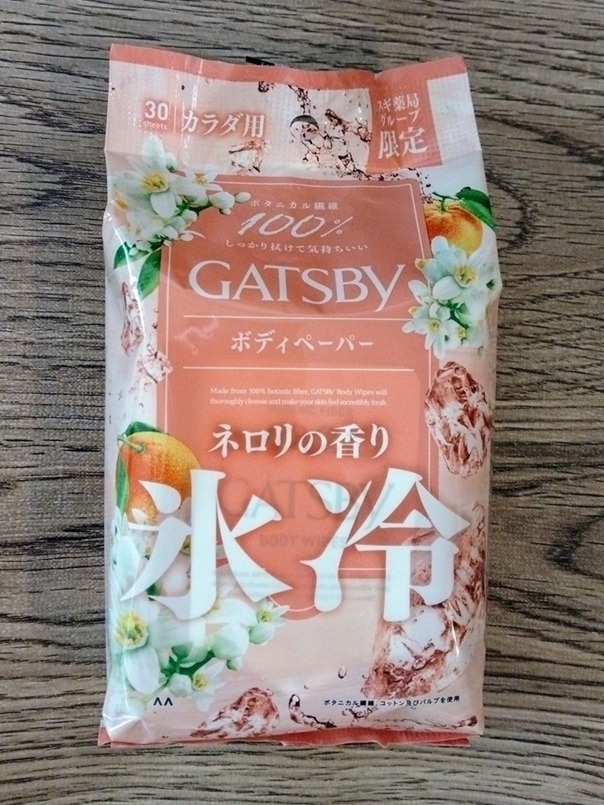 30
sheets
カラダ用
スギ薬局
グループ
限定
ボタニカル繊維
100%
しっかり拭けて気持ちいい
GATSBY
ボディペーパー
Made from 100% botanic fiber, GATSBY Body Wipes will
thoroughly cleanse and make your skin feel incredibly fresh.
ネロリの香り
氷冷
GATSBY
BODY WIPES
ボタニカル繊維:コットン及びパルプを使用